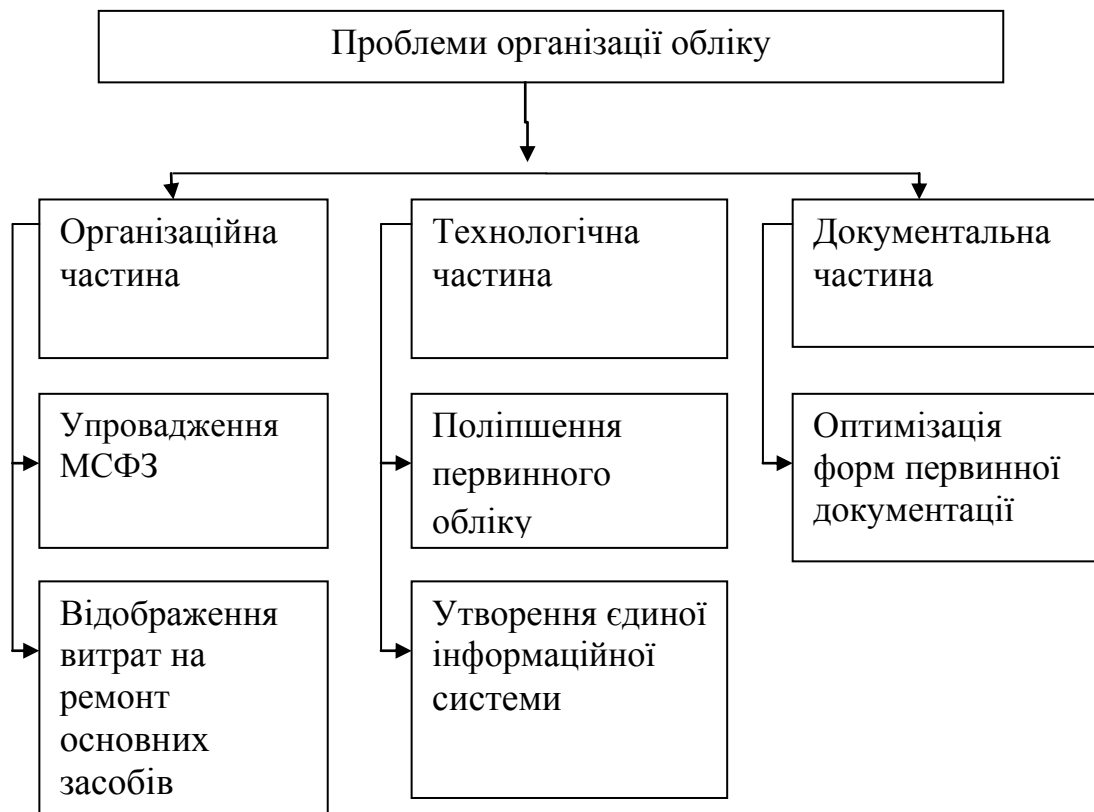 Проблеми організації обліку
Організаційна
частина
Технологічна
частина
Документальна
частина
Упровадження
МСФЗ
Поліпшення
первинного
обліку
Оптимізація
форм первинної
документації
Відображення
витрат на
ремонт
основних
засобів
Утворення єдиної
інформаційної
системи